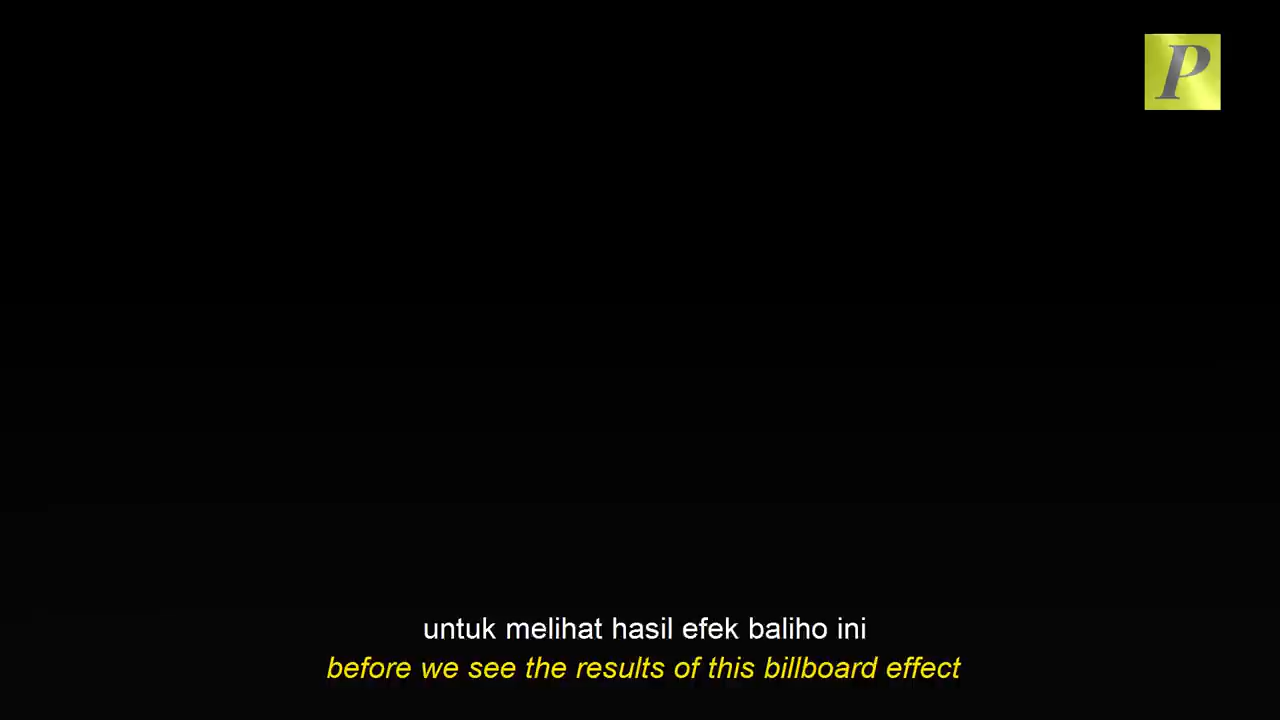 P
untuk melihat hasil efek baliho ini
before we see the results of this billboard effect